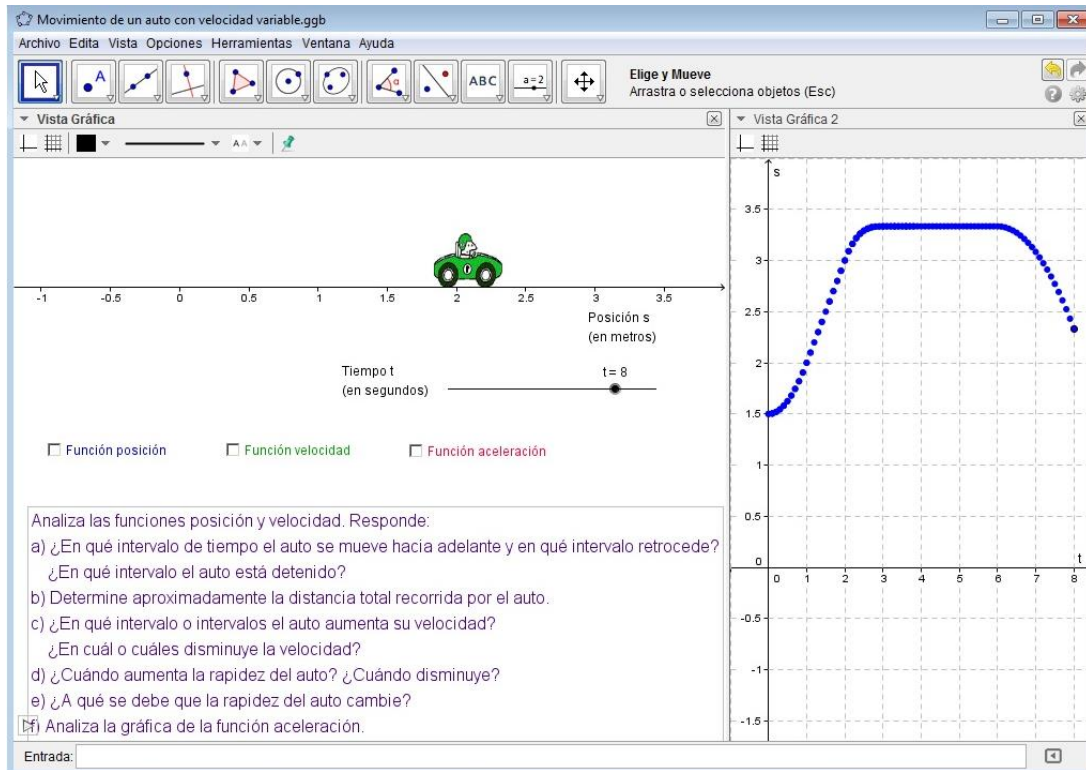 Movimiento de un auto con velocidad variable.ggb
Archivo Edita Vista Opciones Herramientas Ventana Ayuda
A
α
ABC
a=2
Elige y Mueve
Arrastra o selecciona objetos (Esc)
Vista Gráfica
Vista Gráfica 2
AA
-1 -0.5 0 0.5 1 1.5 2 2.5 3 3.5
Posición s
(en metros)
Tiempo t
(en segundos)
t = 8
Función posición
Función velocidad
Función aceleración
Analiza las funciones posición y velocidad. Responde:
a) ¿En qué intervalo de tiempo el auto se mueve hacia adelante y en qué intervalo retrocede?
¿En qué intervalo el auto está detenido?
b) Determine aproximadamente la distancia total recorrida por el auto.
c) ¿En qué intervalo o intervalos el auto aumenta su velocidad?
¿En cuál o cuáles disminuye la velocidad?
d) ¿Cuándo aumenta la rapidez del auto? ¿Cuándo disminuye?
e) ¿A qué se debe que la rapidez del auto cambie?
f) Analiza la gráfica de la función aceleración.
s
3.5
3
2.5
2
1.5
1
0.5
0
t
0 1 2 3 4 5 6 7 8
-0.5
-1
-1.5
Entrada: